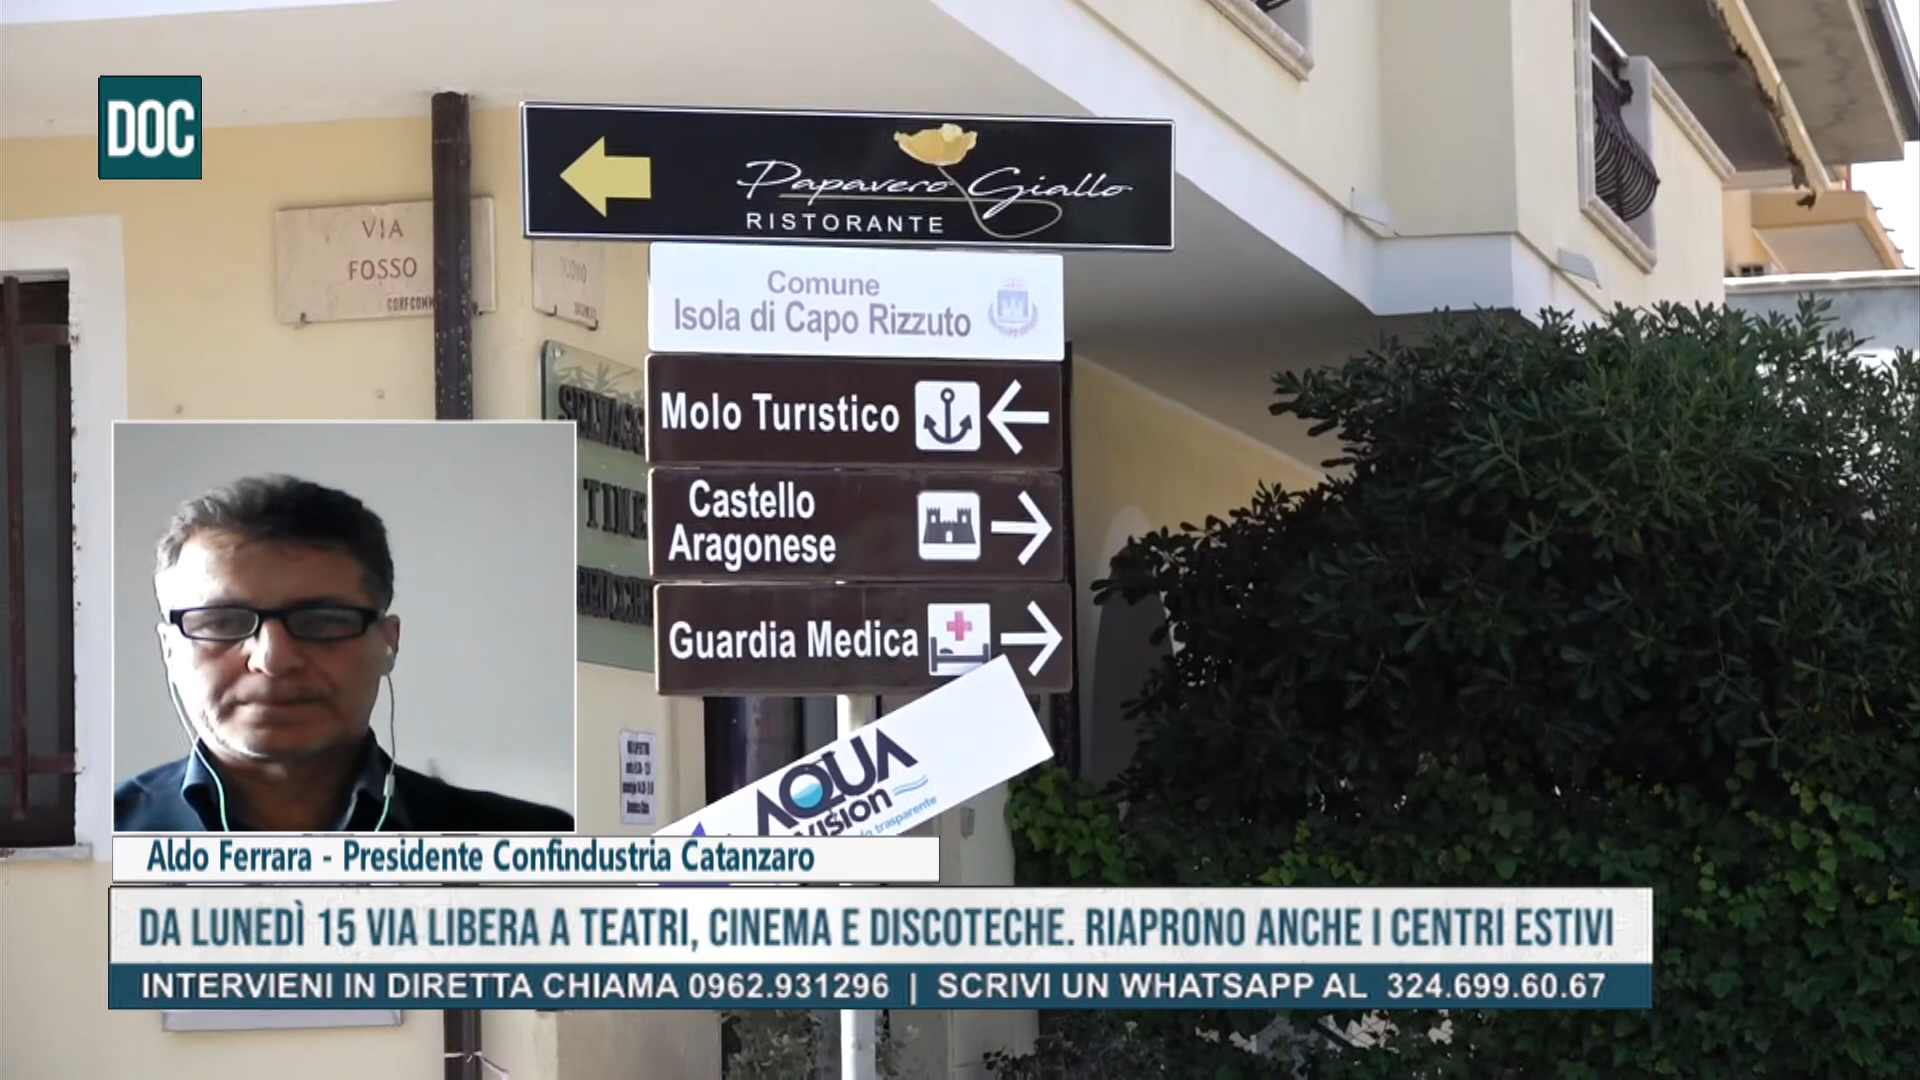 DOC
Papavero Giallo
RISTORANTE
VIA
FOSSO
Comune
Isola di Capo Rizzuto
Molo Turistico
Castello
Aragonese
Guardia Medica
AQUA
vision
trasparente
Aldo Ferrara - Presidente Confindustria Catanzaro
DA LUNEDÌ 15 VIA LIBERA A TEATRI, CINEMA E DISCOTECHE. RIAPRONO ANCHE I CENTRI ESTIVI
INTERVIENI IN DIRETTA CHIAMA 0962.931296 | SCRIVI UN WHATSAPP AL 324.699.60.67